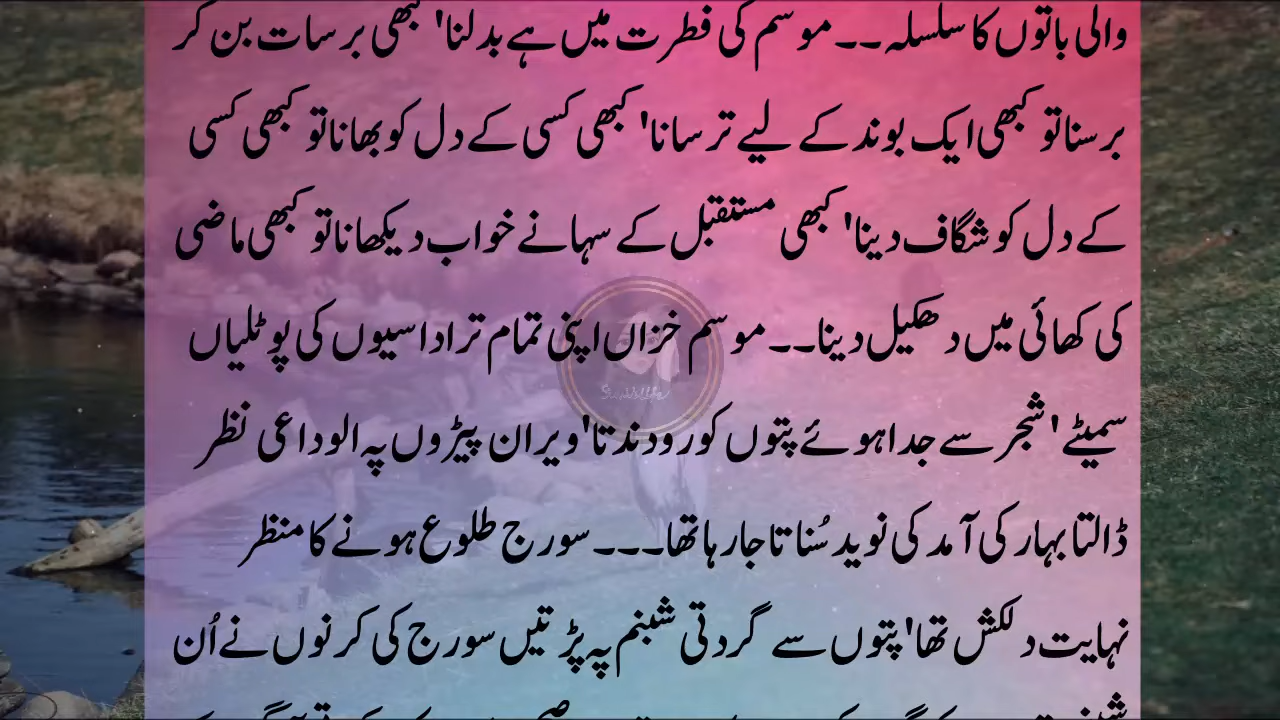 والی باتوں کا سلسلہ۔۔موسم کی فطرت میں ہے بدلنا' کبھی برسات بن کر
برسنا تو کبھی ایک بوند کے لیے ترسانا' کبھی کسی کے دل کو بھانا تو کبھی کسی
کے دل کو شگاف دینا' کبھی مستقبل کے سہانے خواب دیکھانا تو کبھی ماضی
کی کھائی میں دھکیل دینا۔۔موسم خزاں اپنی تمام تر اداسیوں کی پوٹلیاں
سمیٹے 'شجر سے جدا ہوئے پتوں کو رودندتا'ویران پیڑوں پہ الوداعی نظر
ڈالتا بہار کی آمد کی نوید سُناتا جا رہا تھا۔۔۔سورج طلوع ہونے کا منظر
نہایت دلکش تھا'پتوں سے گردتی شبنم پہ پڑتیں سورج کی کرنوں نے اُن